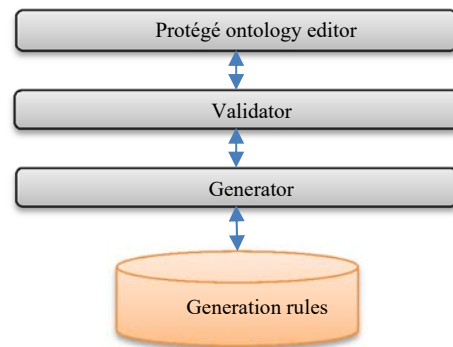 Protégé ontology editor
Validator
Generator
Generation rules